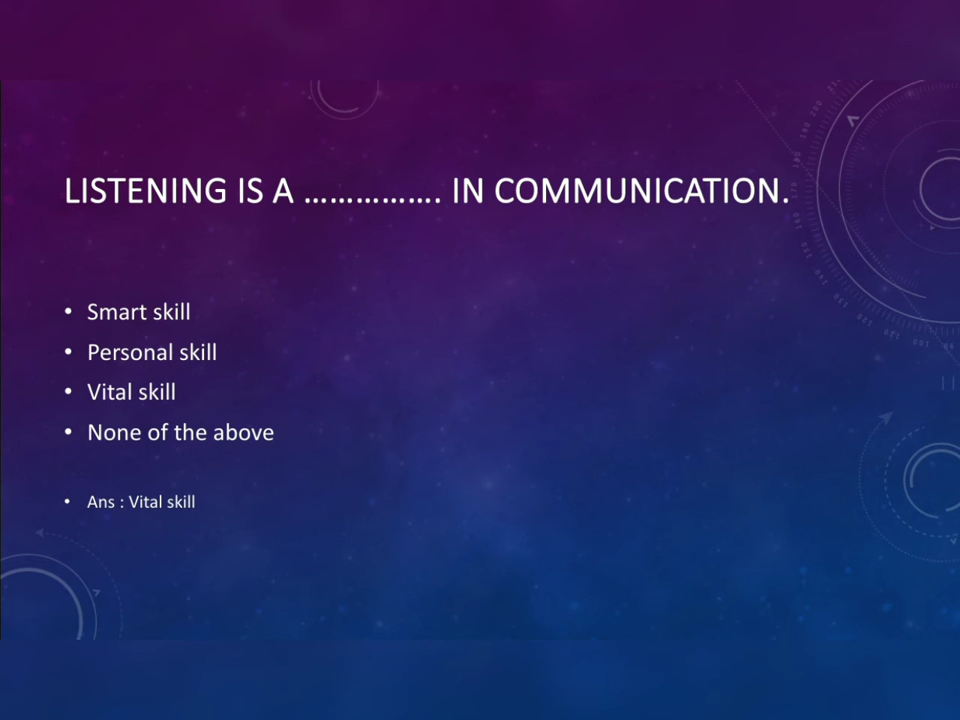 LISTENING IS A ……………. IN COMMUNICATION.
• Smart skill
• Personal skill
• Vital skill
• None of the above
• Ans : Vital skill